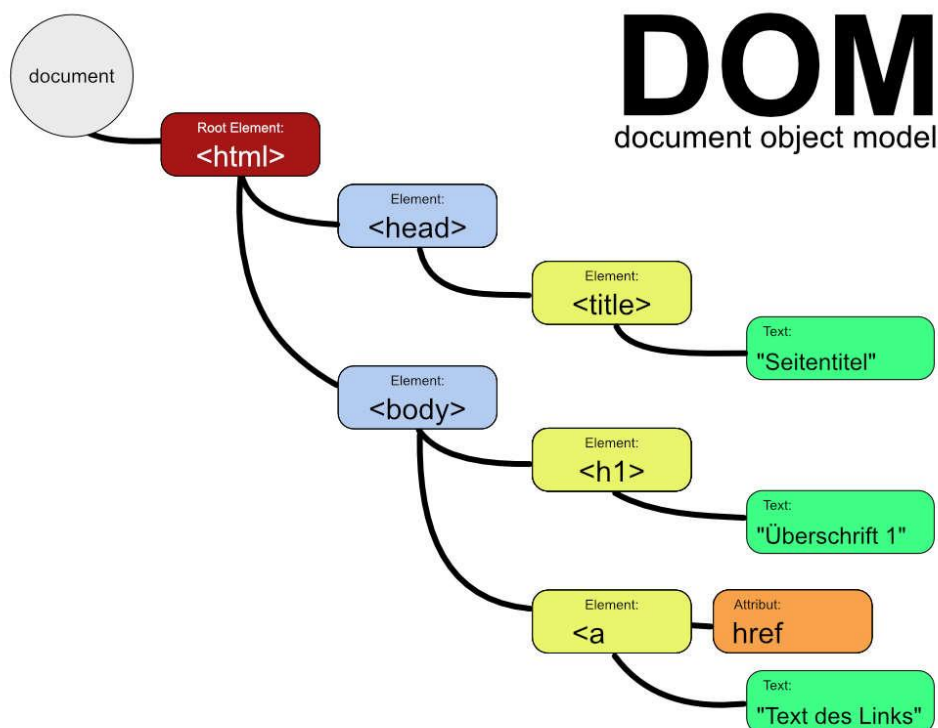 DOM
document object model
document
Root Element:
<html>
Element:
<head>
Element:
<title>
Text:
"Seitentitel"
Element:
<body>
Element:
<h1>
Text:
"Überschrift 1"
Element:
<a
Attribut:
href
Text:
"Text des Links"